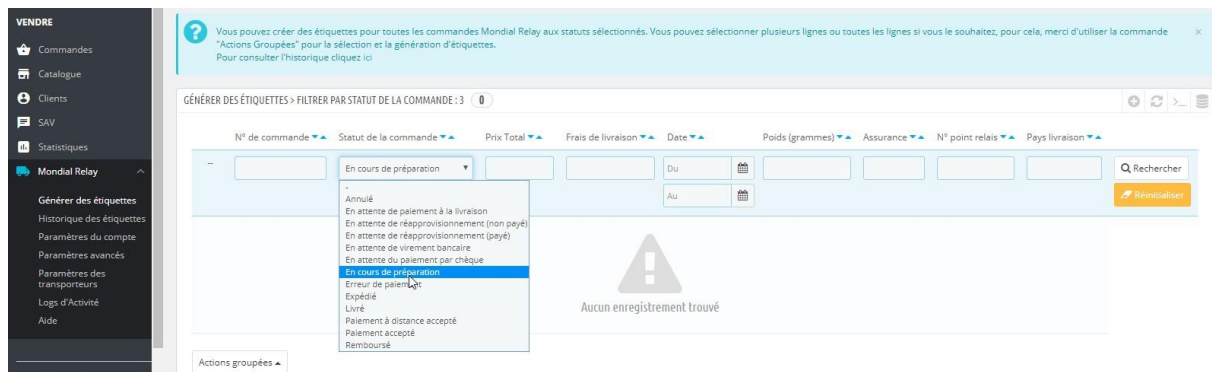 VENDRE
Commandes
Catalogue
Clients
SAV
Statistiques
Mondial Relay
Générer des étiquettes
Historique des étiquettes
Paramètres du compte
Paramètres avancés
Paramètres des
transporteurs
Logs d'Activité
Aide
Vous pouvez créer des étiquettes pour toutes les commandes Mondial Relay aux statuts sélectionnés. Vous pouvez sélectionner plusieurs lignes ou toutes les lignes si vous le souhaitez, pour cela, merci d'utiliser la commande ×
"Actions Groupées" pour la sélection et la génération d'étiquettes.
Pour consulter l'historique cliquez ici
GÉNÉRER DES ÉTIQUETTES > FILTRER PAR STATUT DE LA COMMANDE : 3 0
N° de commande Statut de la commande Prix Total Frais de livraison Date Poids (grammes) Assurance N° point relais Pays livraison
-- En cours de préparation Du Rechercher
Au Réinitialiser
-
Annulé
En attente de paiement à la livraison
En attente de réapprovisionnement (non payé)
En attente de réapprovisionnement (payé)
En attente de virement bancaire
En attente du paiement par chèque
En cours de préparation
Erreur de paiement
Expédié
Livré
Paiement à distance accepté
Paiement accepté
Remboursé
Aucun enregistrement trouvé
Actions groupées